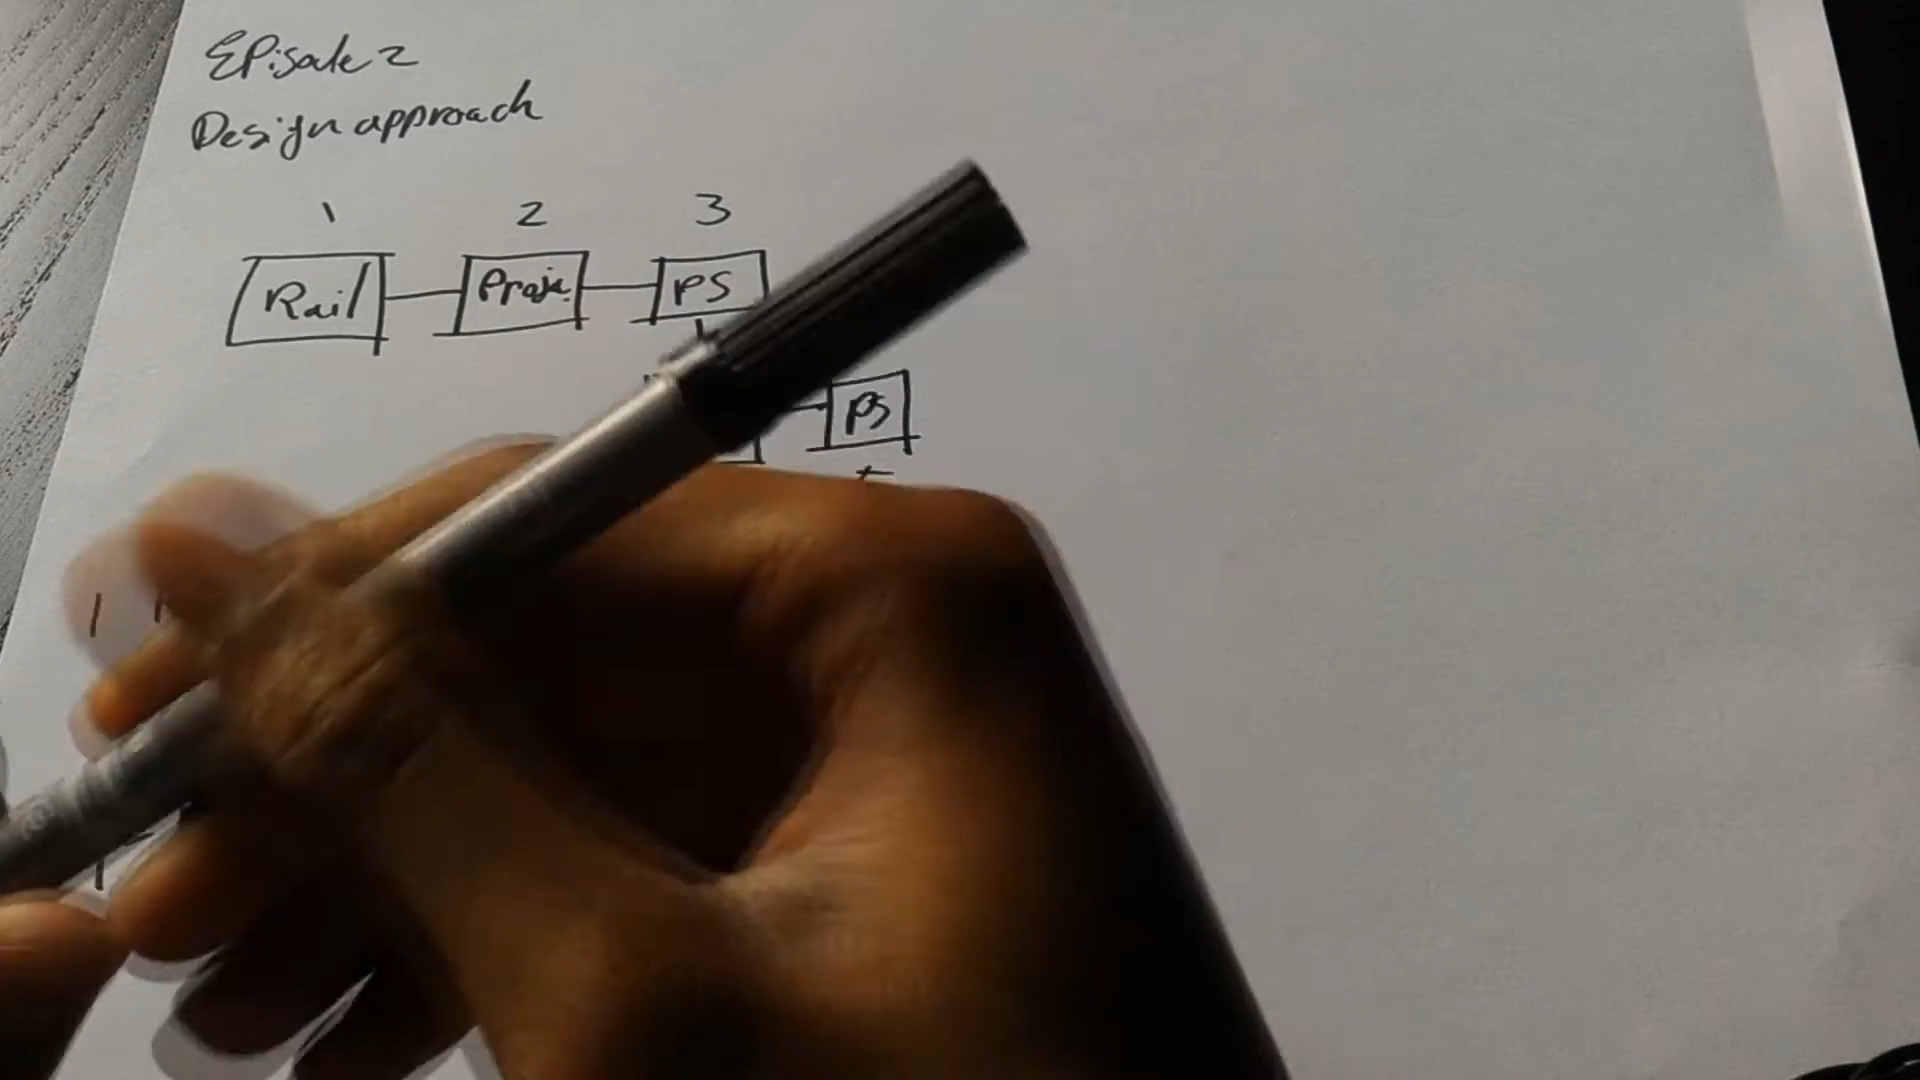 Episode 2
Design approach
1 2 3
Rail Proje. PS
PS